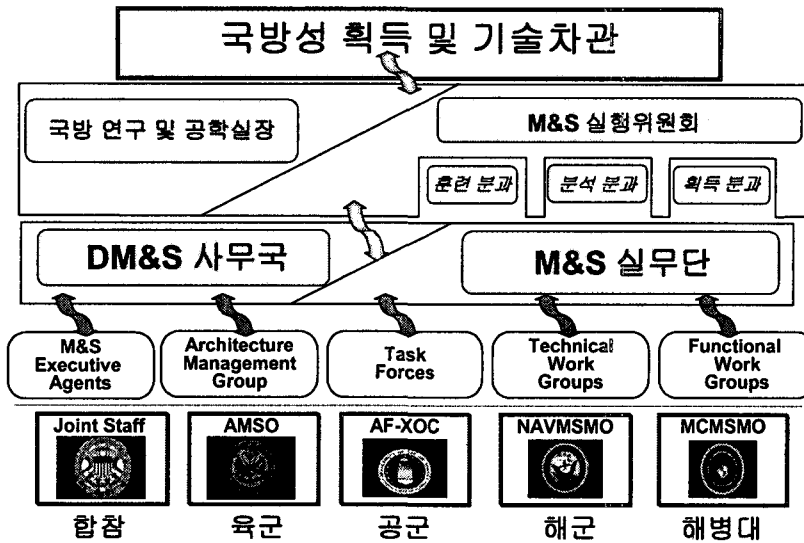 국방성 획득 및 기술차관
국방 연구 및 공학실장
M&S 실행위원회
훈련 분과
분석 분과
획득 분과
DM&S 사무국
M&S 실무단
M&S
Executive
Agents
Architecture
Management
Group
Task
Forces
Technical
Work
Groups
Functional
Work
Groups
Joint Staff
AMSO
AF-XOC
NAVMSMO
MCMSMO
합참
육군
공군
해군
해병대